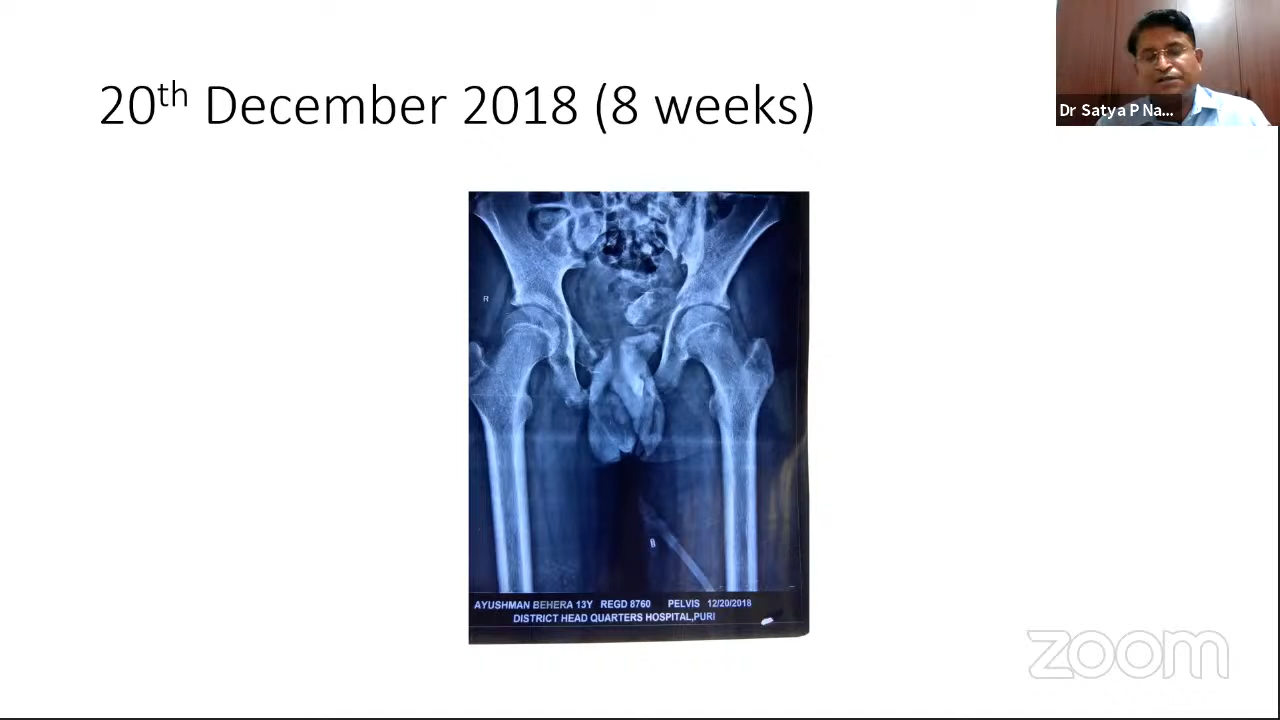 20th December 2018 (8 weeks)
Dr Satya P Na...
R
AYUSHMAN BEHERA 13Y REGD 8760 PELVIS 12/20/2018
DISTRICT HEAD QUARTERS HOSPITAL,PURI
zoom